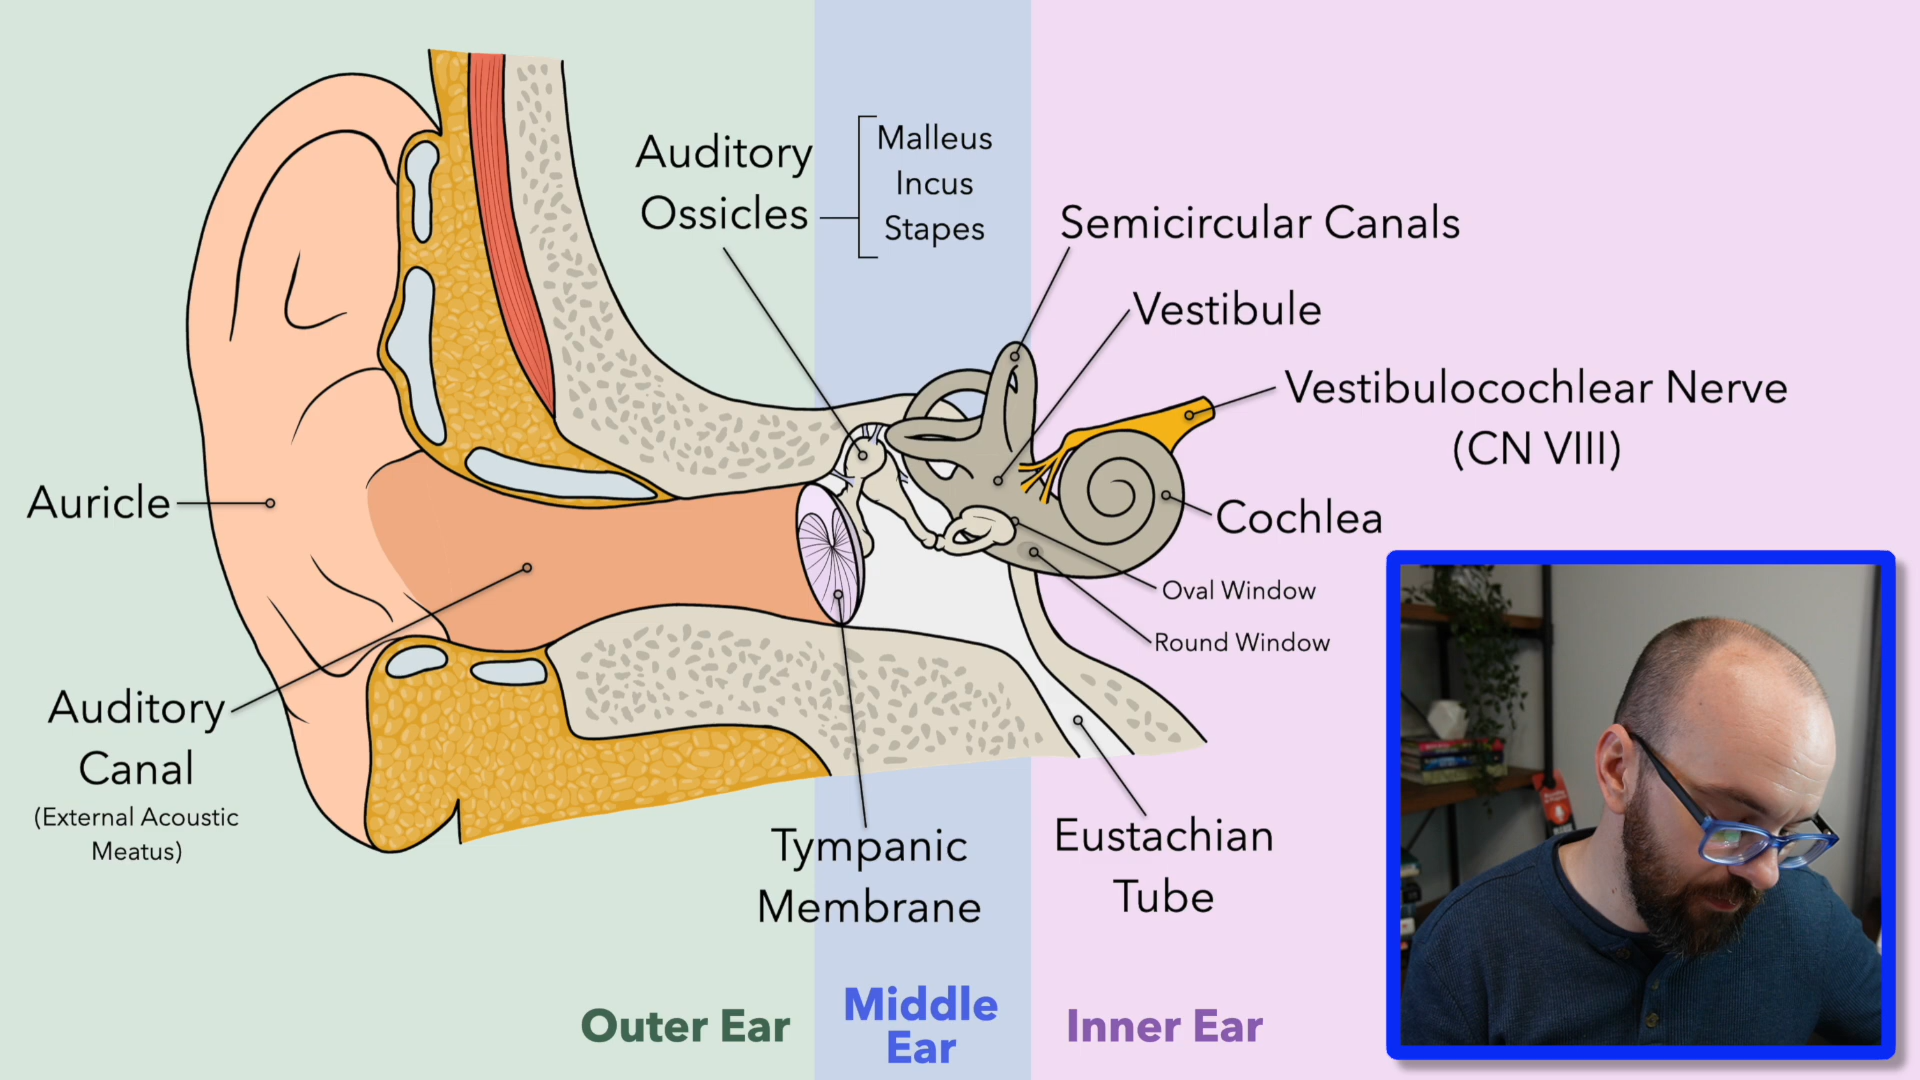 Auditory
Ossicles
Malleus
Incus
Stapes
Semicircular Canals
Vestibule
Vestibulocochlear Nerve
(CN VIII)
Auricle
Cochlea
Oval Window
Round Window
Auditory
Canal
(External Acoustic
Meatus)
Tympanic
Membrane
Eustachian
Tube
Outer Ear
Middle
Ear
Inner Ear